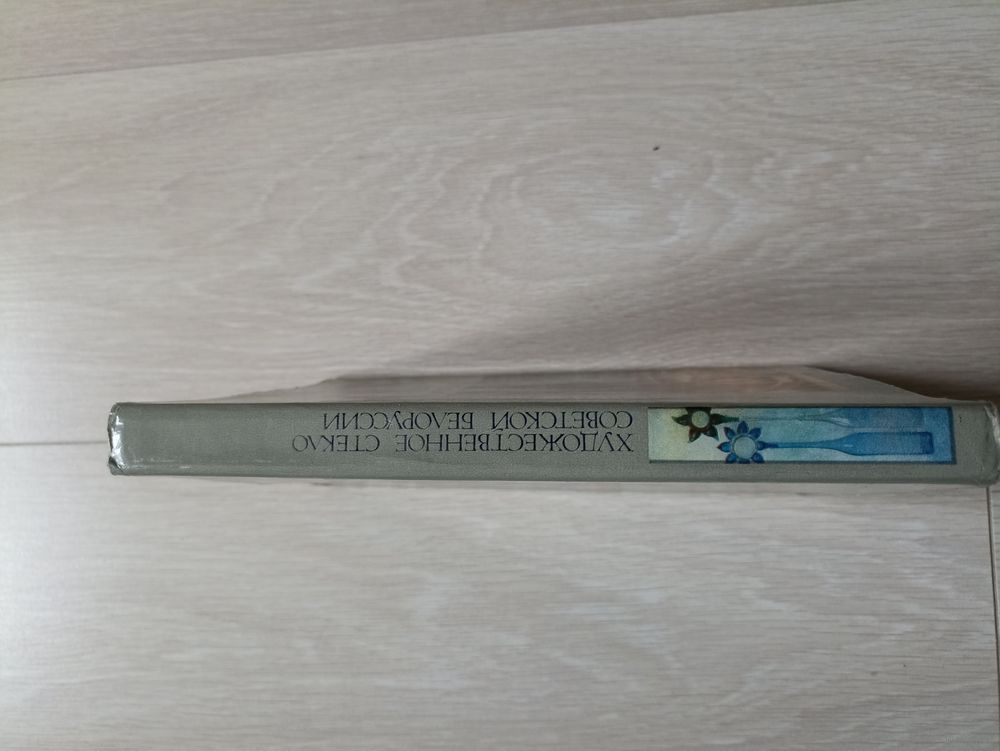 ХУДОЖЕСТВЕННОЕ СТЕКЛО
СОВЕТСКОЙ БЕЛОРУССИИ